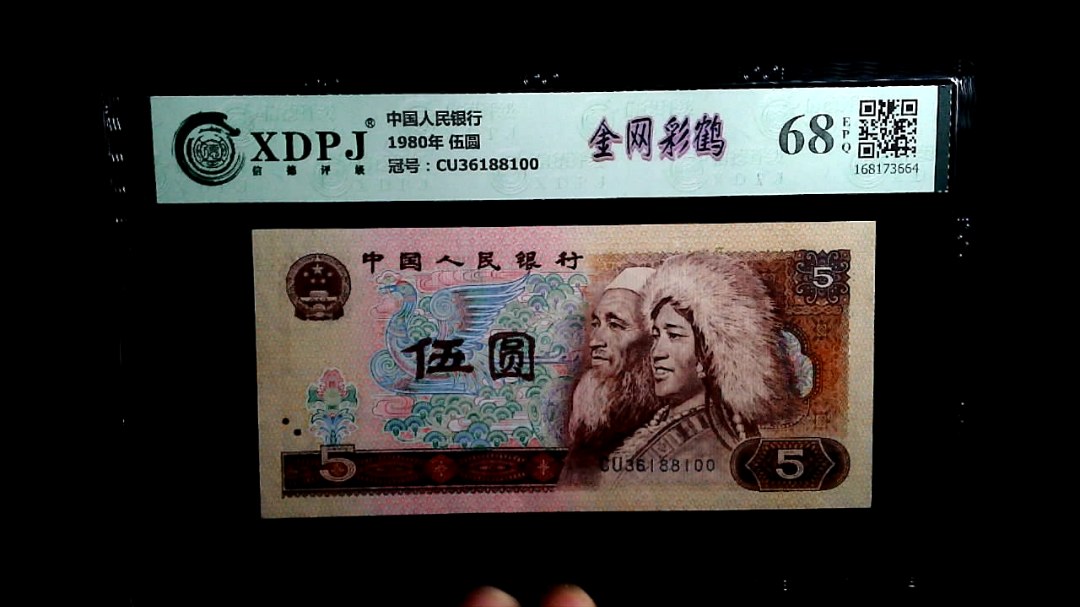 XDPJ®
信德评级
中国人民银行
1980年 伍圆
冠号：CU36188100
金网彩鹤
68
EPQ
168173664
中国人民银行
5
伍圆
5
CU36188100
5